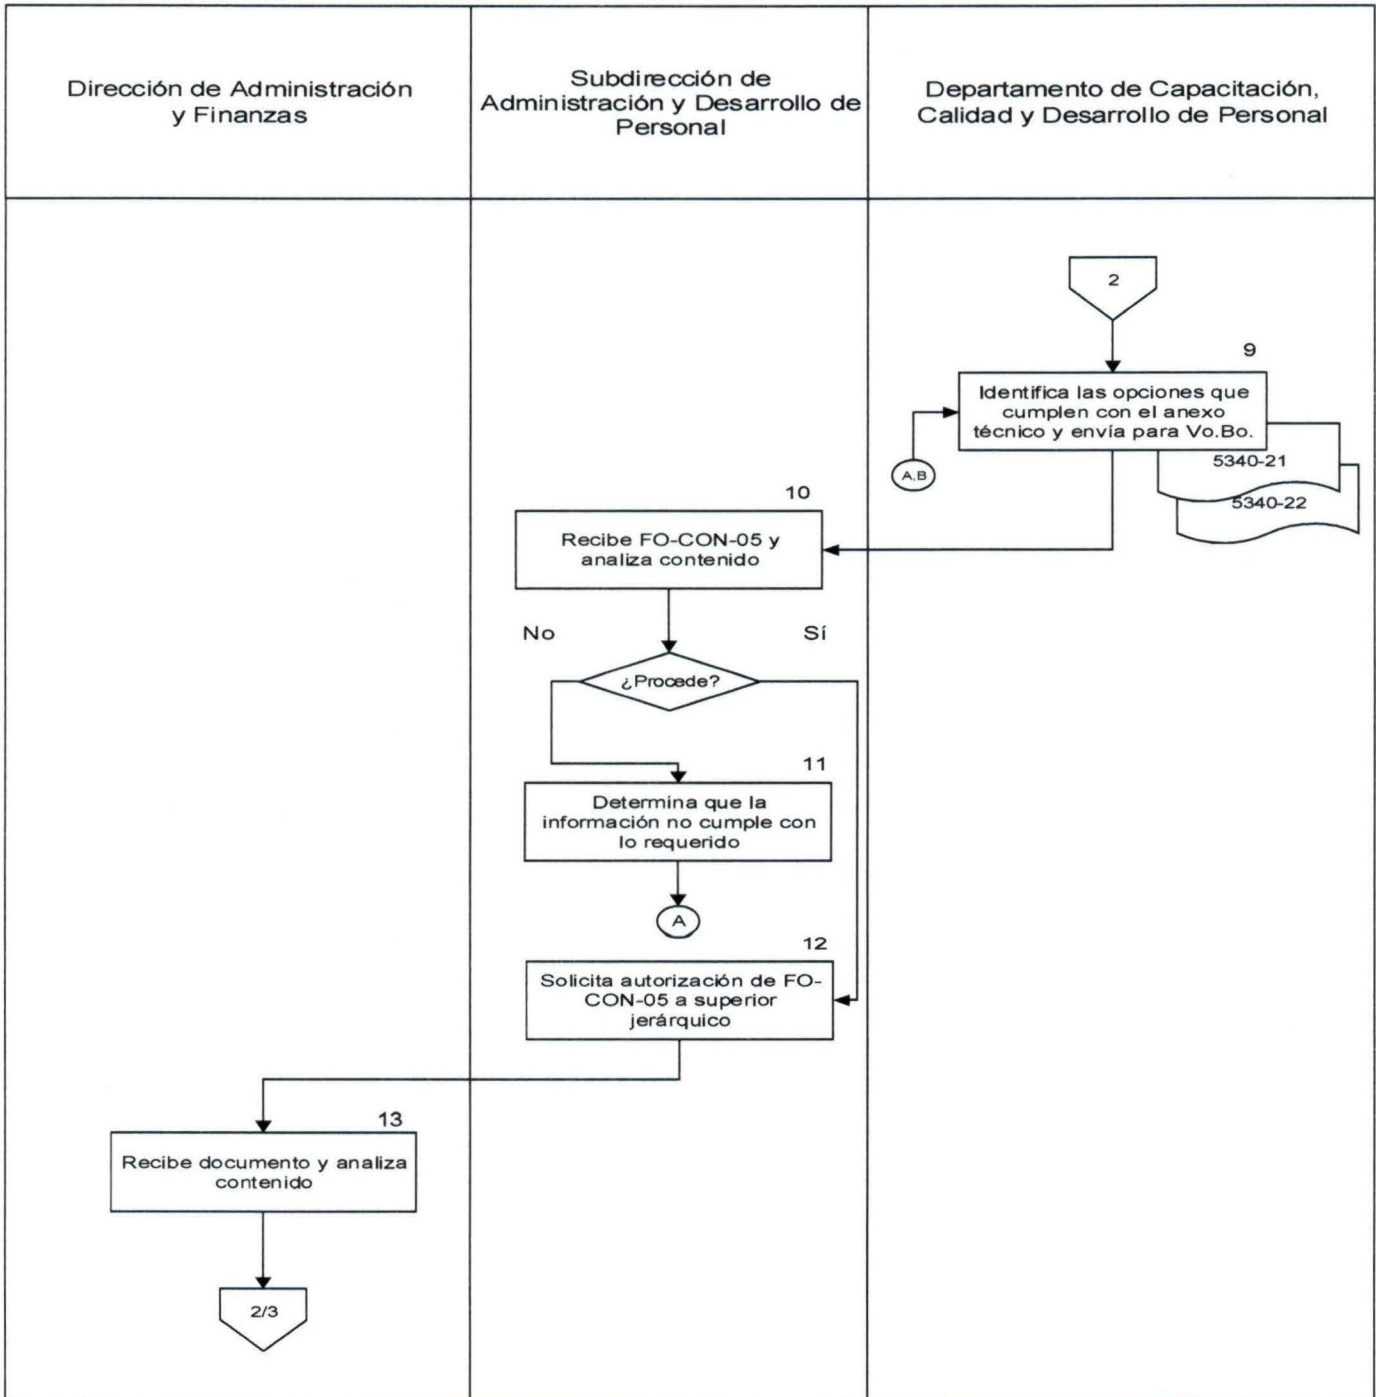 Dirección de Administración
y Finanzas
Subdirección de
Administración y Desarrollo de
Personal
Departamento de Capacitación,
Calidad y Desarrollo de Personal
2
9
Identifica las opciones que
cumplen con el anexo
técnico y envía para Vo.Bo.
A,B
5340-21
5340-22
10
Recibe FO-CON-05 y
analiza contenido
No
Sí
¿Procede?
11
Determina que la
información no cumple con
lo requerido
A
12
Solicita autorización de FO-
CON-05 a superior
jerárquico
13
Recibe documento y analiza
contenido
2/3